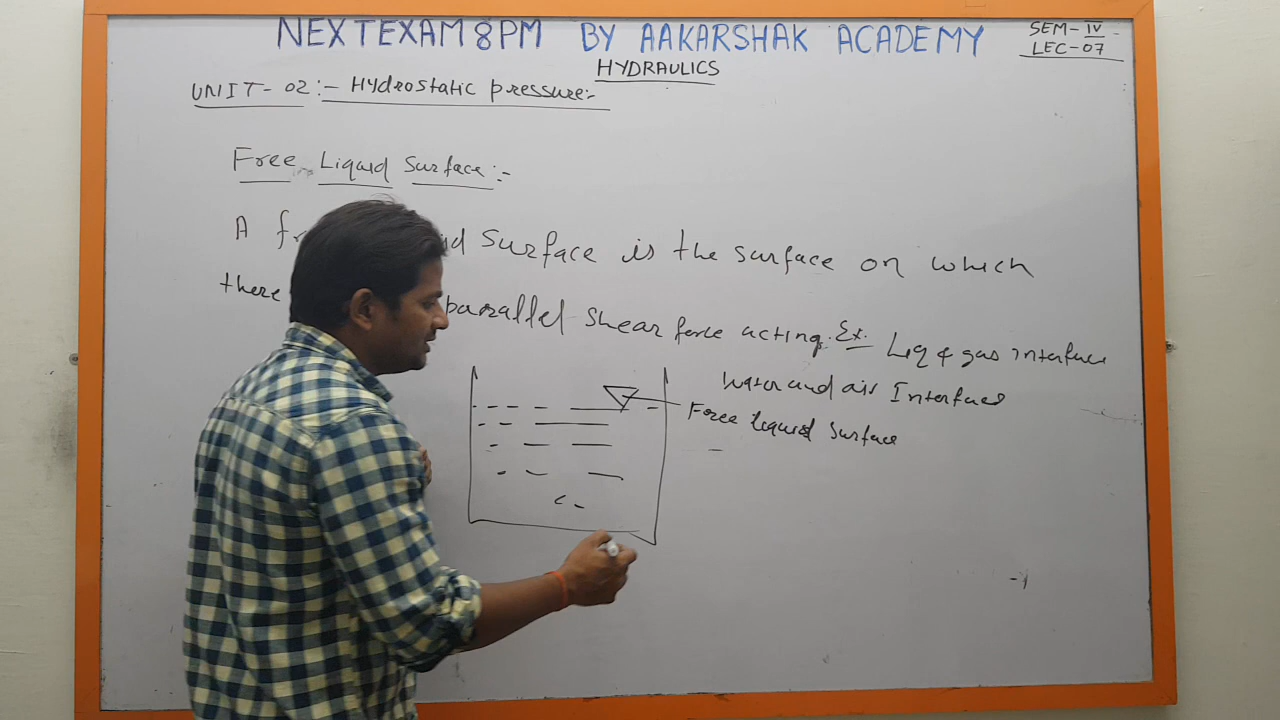 NEXTEXAM 8PM BY AAKARSHAK ACADEMY
SEM-IV
LEC-07
HYDRAULICS
UNIT-02:- Hydrostatic pressure:-
Free Liquid Surface:-
A surface is the surface on which
there parallel shear force acting. Ex. Liq & gas interface
water and air Interface
Free liquid surface